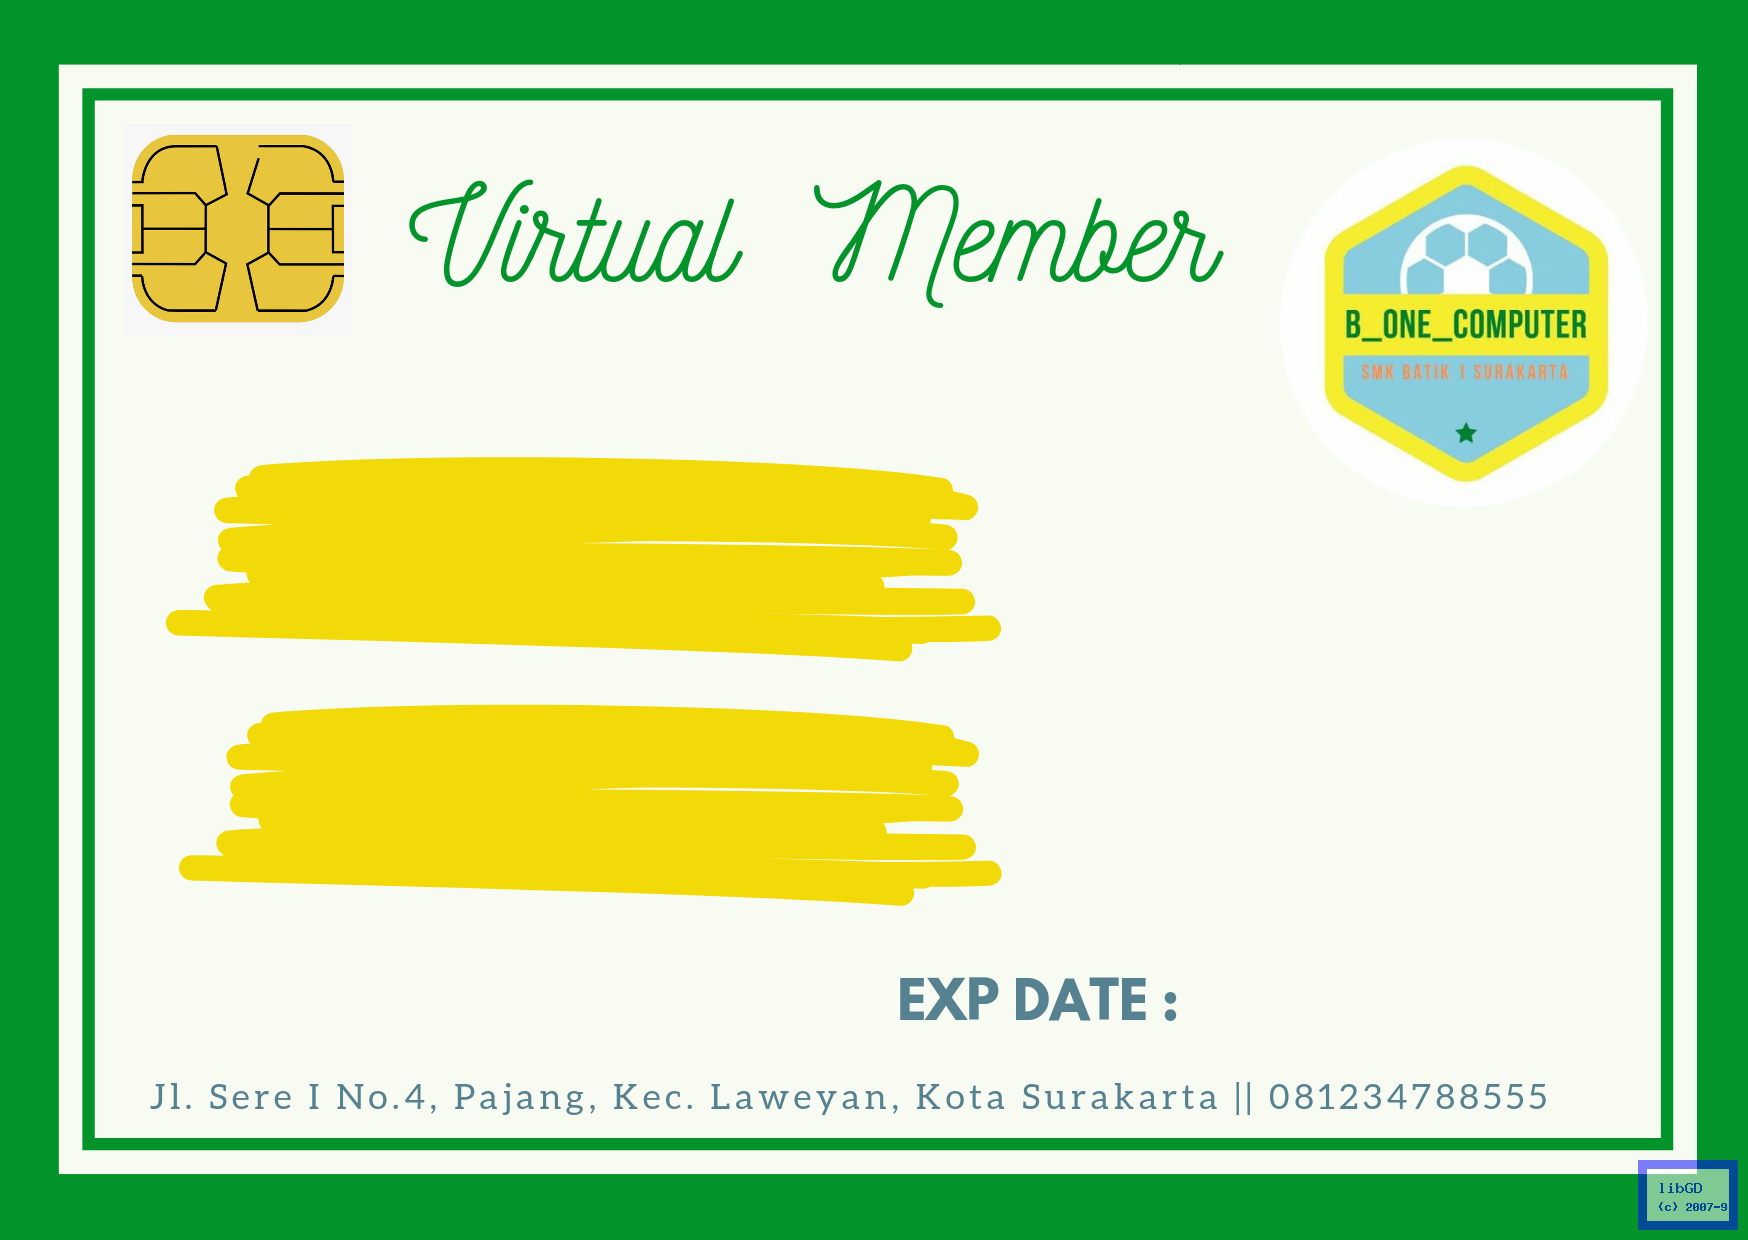 Virtual Member
B_ONE_COMPUTER
SMK BATIK 1 SURAKARTA
EXP DATE :
Jl. Sere I No.4, Pajang, Kec. Laweyan, Kota Surakarta || 081234788555
libGD
(c) 2007-9